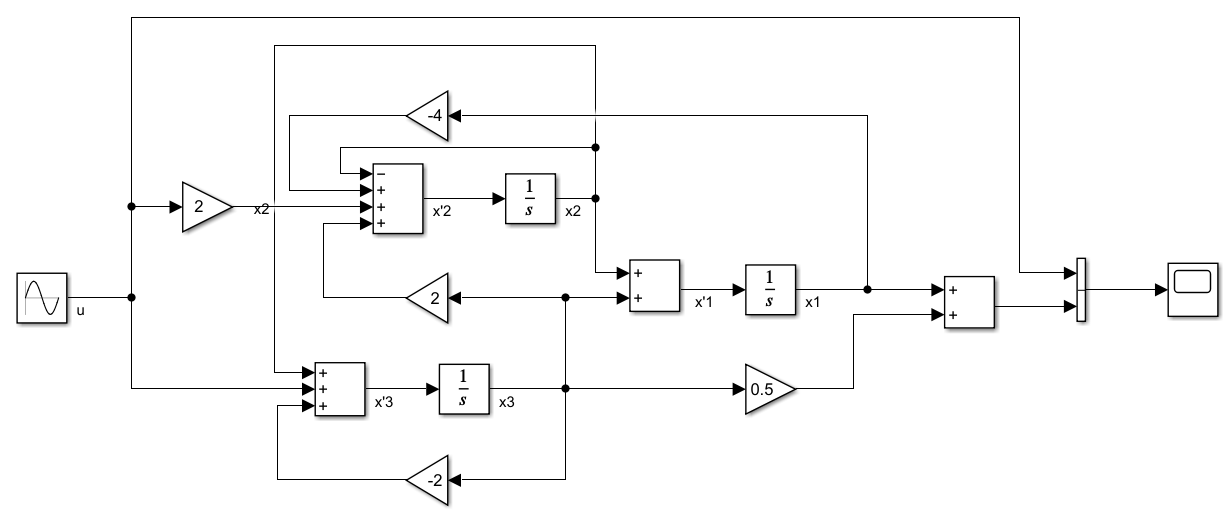 -4
− 
+
+
+
2
x2
x'2
1
s
x2
u
2
+
+
x'1
1
s
x1
+
+
+
+
+
x'3
1
s
x3
0.5
-2